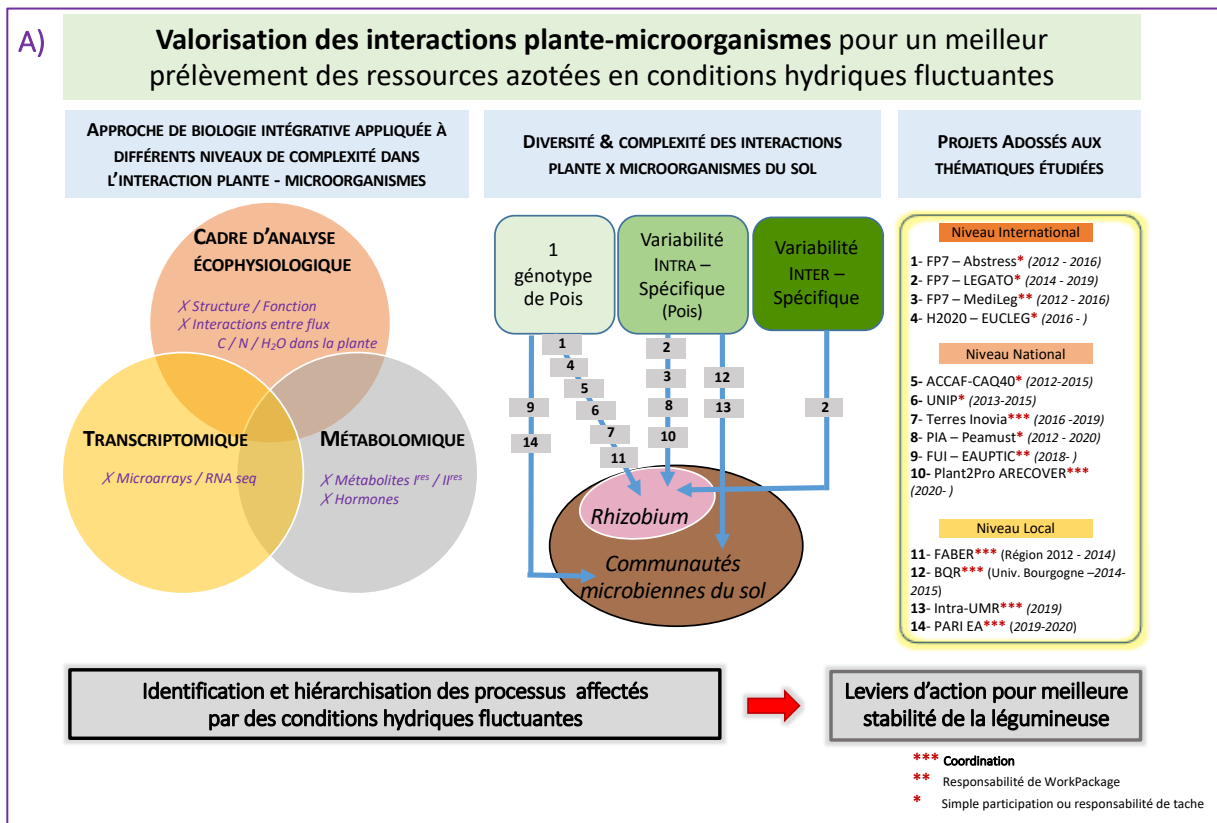 A)
Valorisation des interactions plante-microorganismes pour un meilleur
prélèvement des ressources azotées en conditions hydriques fluctuantes
APPROCHE DE BIOLOGIE INTÉGRATIVE APPLIQUÉE À
DIFFÉRENTS NIVEAUX DE COMPLEXITÉ DANS
L'INTERACTION PLANTE - MICROORGANISMES
CADRE D'ANALYSE
ÉCOPHYSIOLOGIQUE
✗ Structure / Fonction
✗ Interactions entre flux
C / N / H₂O dans la plante
TRANSCRIPTOMIQUE
✗ Microarrays / RNA seq
MÉTABOLOMIQUE
✗ Métabolites Iʳᵉˢ / IIʳᵉˢ
✗ Hormones
DIVERSITÉ & COMPLEXITÉ DES INTERACTIONS
PLANTE X MICROORGANISMES DU SOL
1
génotype
de Pois
Variabilité
INTRA –
Spécifique
(Pois)
Variabilité
INTER –
Spécifique
9
14
1
4
5
6
7
11
2
3
8
10
12
13
2
Rhizobium
Communautés
microbiennes du sol
PROJETS ADOSSÉS AUX
THÉMATIQUES ÉTUDIÉES
Niveau International
1- FP7 – Abstress* (2012 - 2016)
2- FP7 – LEGATO* (2014 - 2019)
3- FP7 – MediLeg** (2012 - 2016)
4- H2020 – EUCLEG* (2016 - )
Niveau National
5- ACCAF-CAQ40* (2012-2015)
6- UNIP* (2013-2015)
7- Terres Inovia*** (2016 -2019)
8- PIA – Peamust* (2012 - 2020)
9- FUI – EAUPTIC** (2018- )
10- Plant2Pro ARECOVER***
(2020- )
Niveau Local
11- FABER*** (Région 2012 - 2014)
12- BQR*** (Univ. Bourgogne –2014-
2015)
13- Intra-UMR*** (2019)
14- PARI EA*** (2019-2020)
Identification et hiérarchisation des processus affectés
par des conditions hydriques fluctuantes
Leviers d'action pour meilleure
stabilité de la légumineuse
*** Coordination
** Responsabilité de WorkPackage
* Simple participation ou responsabilité de tache